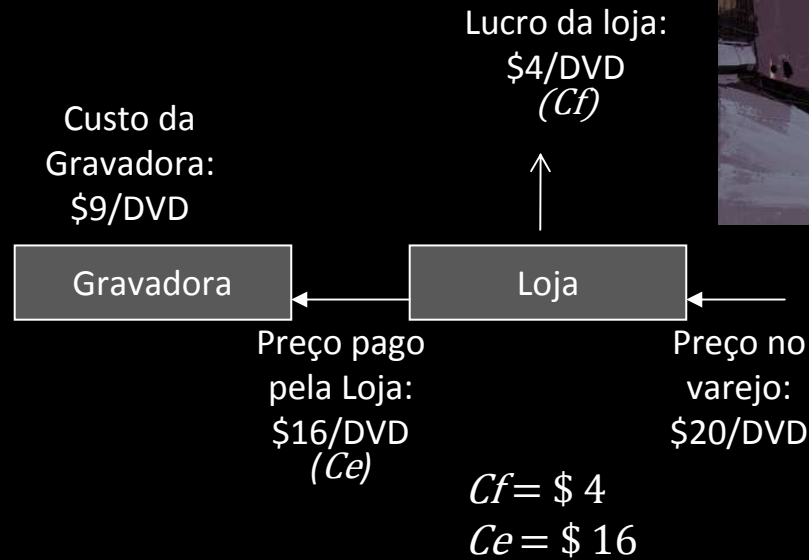 Lucro da loja:
$4/DVD
(Cf)
Custo da
Gravadora:
$9/DVD
Gravadora
Loja
Preço pago
pela Loja:
$16/DVD
(Ce)
Preço no
varejo:
$20/DVD
Cf = $ 4
Ce = $ 16